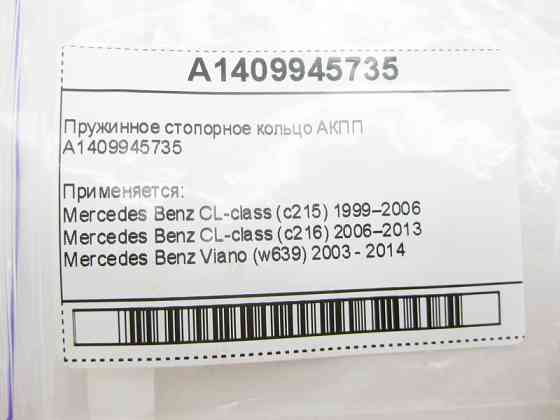 A1409945735
Пружинное стопорное кольцо АКПП
A1409945735
Применяется:
Mercedes Benz CL-class (c215) 1999–2006
Mercedes Benz CL-class (c216) 2006–2013
Mercedes Benz Viano (w639) 2003 - 2014